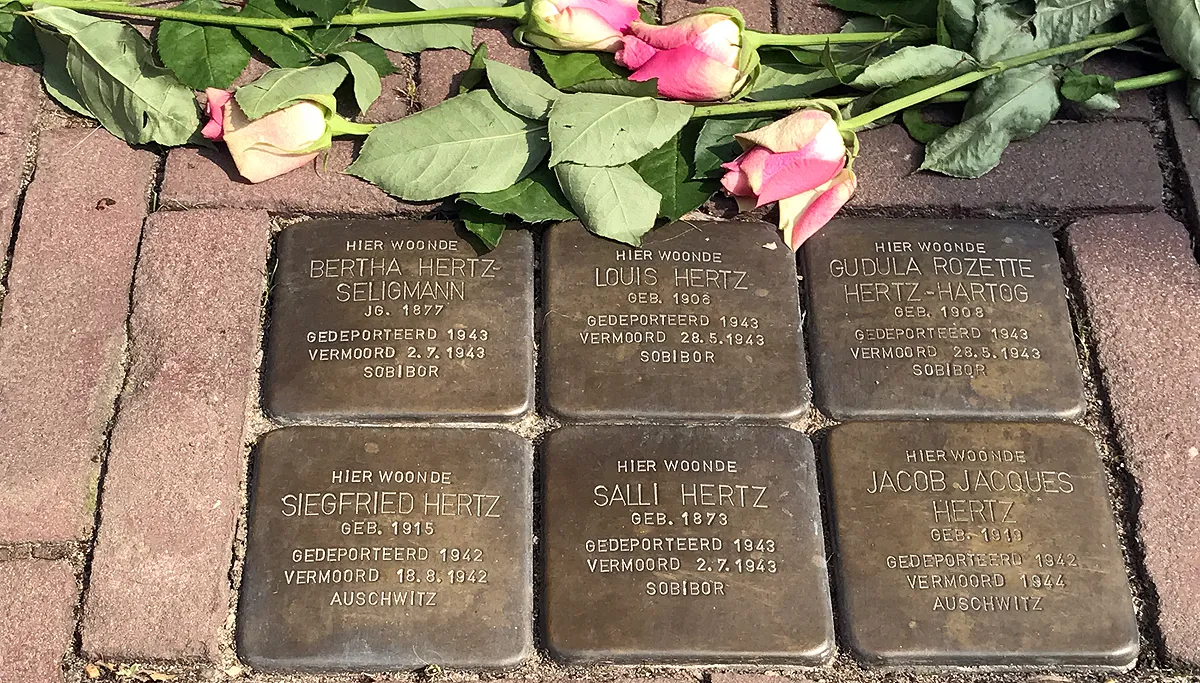 HIER WOONDE
BERTHA HERTZ-
SELIGMANN
JG. 1877
GEDEPORTEERD 1943
VERMOORD 2.7.1943
SOBIBOR
HIER WOONDE
LOUIS HERTZ
GEB. 1906
GEDEPORTEERD 1943
VERMOORD 28.5.1943
SOBIBOR
HIER WOONDE
GUDULA ROZETTE
HERTZ-HARTOG
GEB. 1908
GEDEPORTEERD 1943
VERMOORD 28.5.1943
SOBIBOR
HIER WOONDE
SIEGFRIED HERTZ
GEB. 1915
GEDEPORTEERD 1942
VERMOORD 18.8.1942
AUSCHWITZ
HIER WOONDE
SALLI HERTZ
GEB. 1873
GEDEPORTEERD 1943
VERMOORD 2.7.1943
SOBIBOR
HIER WOONDE
JACOB JACQUES
HERTZ
GEB. 1919
GEDEPORTEERD 1942
VERMOORD 1944
AUSCHWITZ